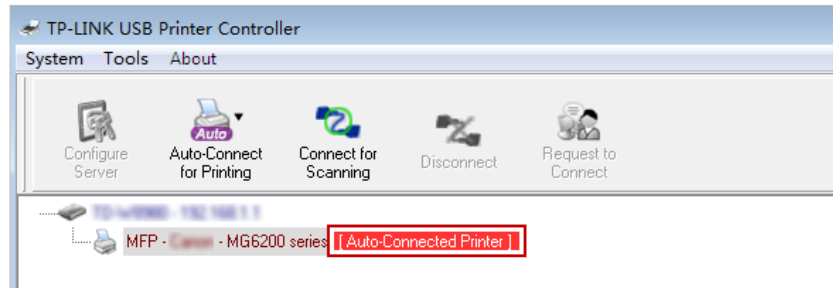 TP-LINK USB Printer Controller
System Tools About
Configure Server
Auto
Auto-Connect for Printing
Connect for Scanning
Disconnect
Request to Connect
MFP - - MG6200 series [ Auto-Connected Printer ]